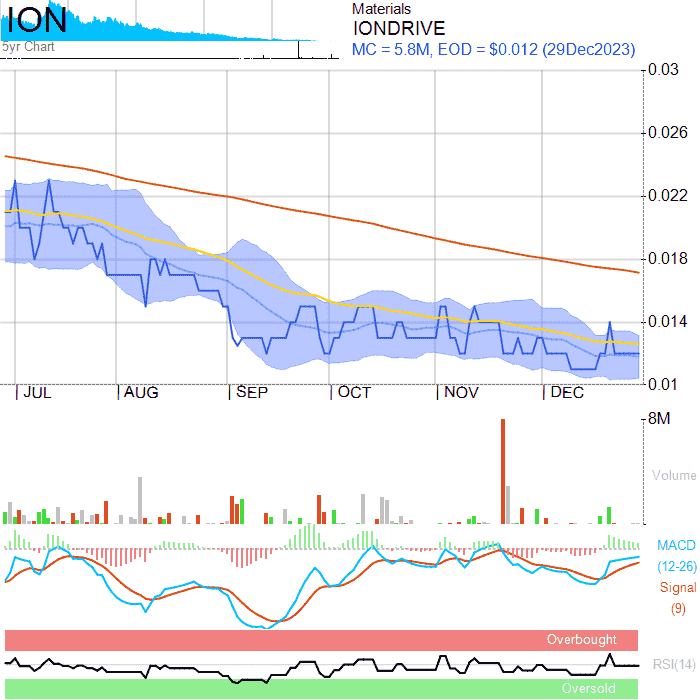 ION
5yr Chart
Materials
IONDRIVE
MC = 5.8M, EOD = $0.012 (29Dec2023)
0.03
0.026
0.022
0.018
0.014
0.01
JUL AUG SEP OCT NOV DEC
8M
Volume
MACD
(12-26)
Signal
(9)
Overbought
RSI(14)
Oversold